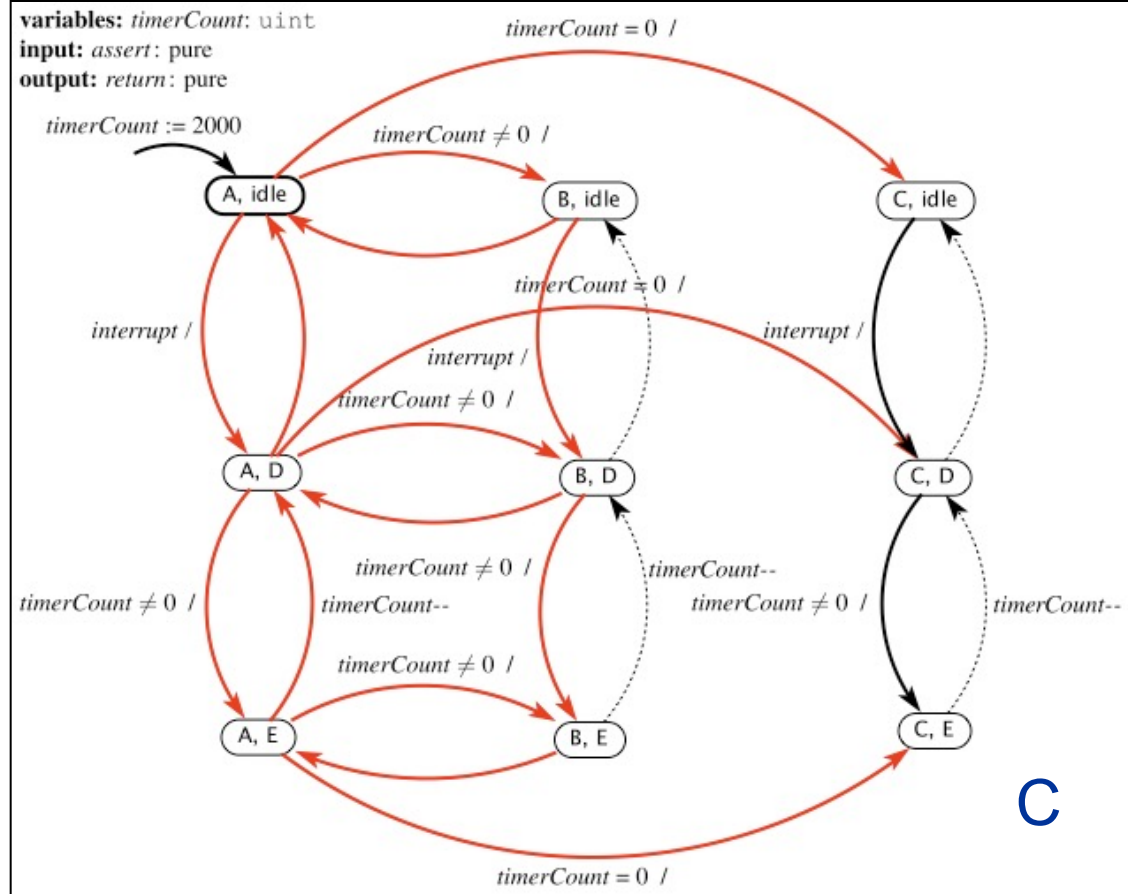 variables: timerCount: uint
input: assert: pure
output: return: pure
timerCount = 0 /
timerCount := 2000
timerCount ≠ 0 /
A, idle
B, idle
C, idle
timerCount = 0 /
interrupt /
interrupt /
interrupt /
timerCount ≠ 0 /
A, D
B, D
C, D
timerCount ≠ 0 /
timerCount--
timerCount ≠ 0 /
timerCount--
timerCount ≠ 0 /
timerCount--
timerCount ≠ 0 /
A, E
B, E
C, E
C
timerCount = 0 /